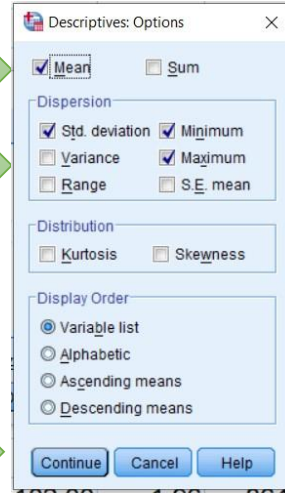 Descriptives: Options
Mean Sum
Dispersion
Std. deviation Minimum
Variance Maximum
Range S.E. mean
Distribution
Kurtosis Skewness
Display Order
Variable list
Alphabetic
Ascending means
Descending means
Continue Cancel Help